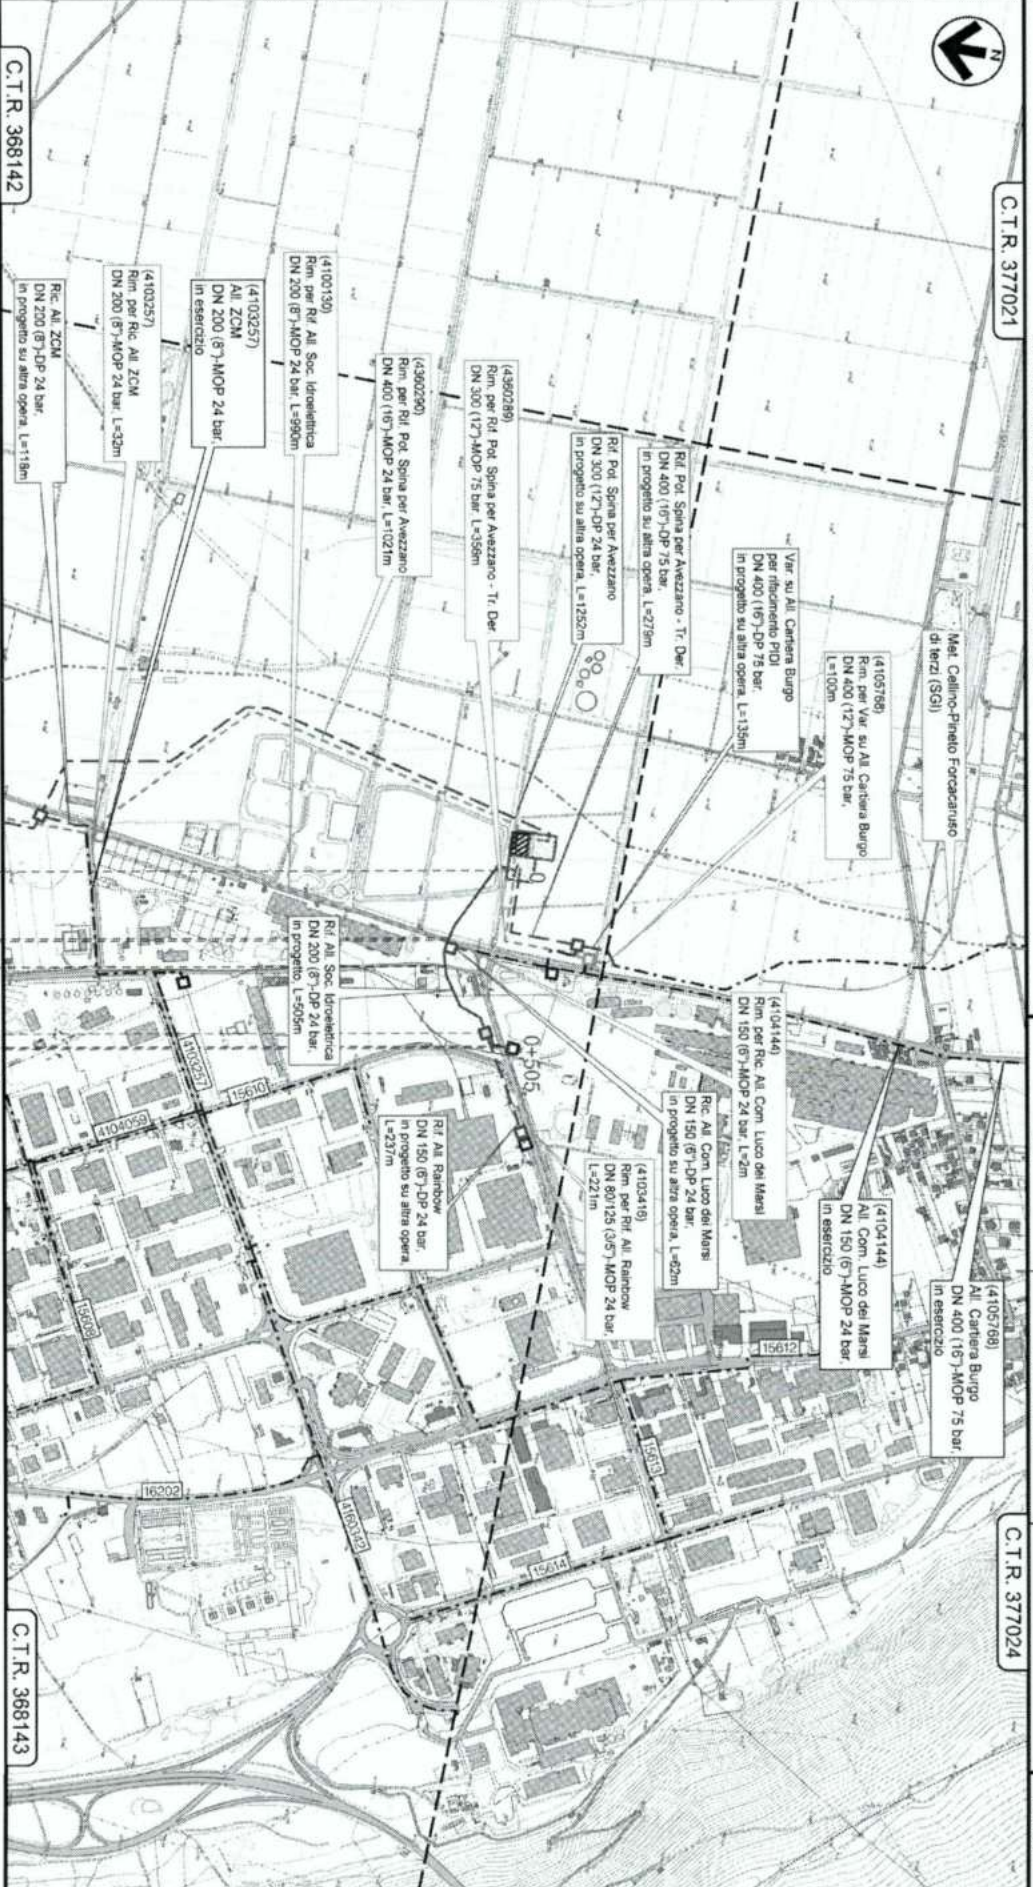 N
C.T.R. 377021
C.T.R. 377024
C.T.R. 368142
C.T.R. 368143
Met. Cellino-Pineto Forcacaruso
di terzi (SGI)
(4105768)
Rim. per Var. su All. Cartiera Burgo
DN 400 (12")-MOP 75 bar,
L=100m
Var. su All. Cartiera Burgo
per rifacimento PIDI
DN 400 (16")-DP 75 bar,
in progetto su altra opera, L=135m
Rif. Pot. Spina per Avezzano - Tr. Der.
DN 400 (16")-DP 75 bar,
in progetto su altra opera, L=279m
Rif. Pot. Spina per Avezzano
DN 300 (12")-DP 24 bar,
in progetto su altra opera, L=1252m
(4360289)
Rim. per Rif. Pot. Spina per Avezzano - Tr. Der.
DN 300 (12")-MOP 75 bar L=356m
(4360290)
Rim. per Rif. Pot. Spina per Avezzano
DN 400 (16")-MOP 24 bar, L=1021m
(4100130)
Rim. per Rif. All. Soc. Idroelettrica
DN 200 (8")-MOP 24 bar, L=990m
(4103257)
All. ZCM
DN 200 (8")-MOP 24 bar,
in esercizio
(4103257)
Rim. per Ric. All. ZCM
DN 200 (8")-MOP 24 bar, L=32m
Ric. All. ZCM
DN 200 (8")-DP 24 bar,
in progetto su altra opera, L=118m
(4105768)
All. Cartiera Burgo
DN 400 (16")-MOP 75 bar,
in esercizio
(4104144)
All. Com. Luco dei Marsi
DN 150 (6")-MOP 24 bar,
in esercizio
(4104144)
Rim. per Ric. All. Com. Luco dei Marsi
DN 150 (6")-MOP 24 bar, L=2m
Ric. All. Com. Luco dei Marsi
DN 150 (6")-DP 24 bar,
in progetto su altra opera, L=62m
(4103416)
Rim. per Rif. All. Rainbow
DN 80/125 (3/5")-MOP 24 bar,
L=221m
0+505
Rif. All. Rainbow
DN 150 (6")-DP 24 bar,
in progetto su altra opera,
L=237m
Rif. All. Soc. Idroelettrica
DN 200 (8")-DP 24 bar,
in progetto, L=505m
15612
15613
15614
4103257
15610
4104059
15608
16202
4160342